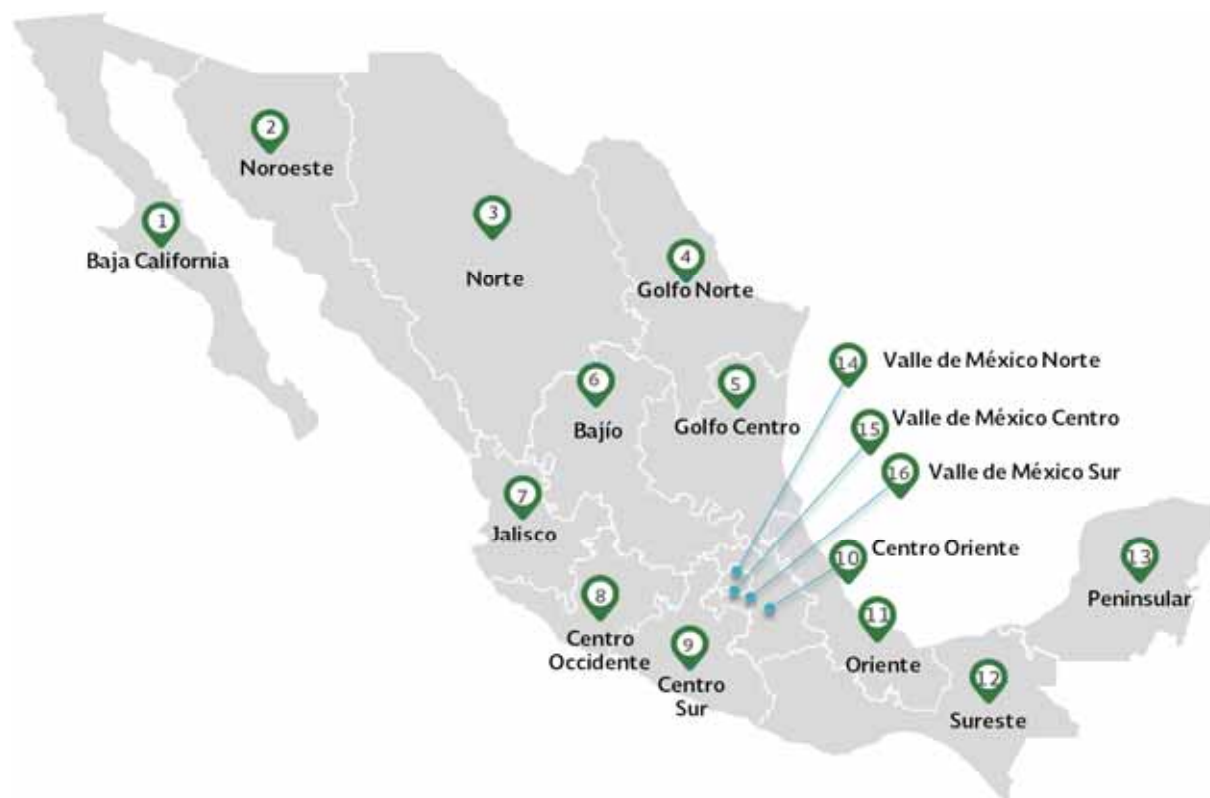 2
Noroeste
1
Baja California
3
Norte
4
Golfo Norte
14
Valle de México Norte
6
Bajío
5
Golfo Centro
15
Valle de México Centro
16
Valle de México Sur
7
Jalisco
10
Centro Oriente
13
Peninsular
8
Centro
Occidente
9
Centro
Sur
11
Oriente
12
Sureste